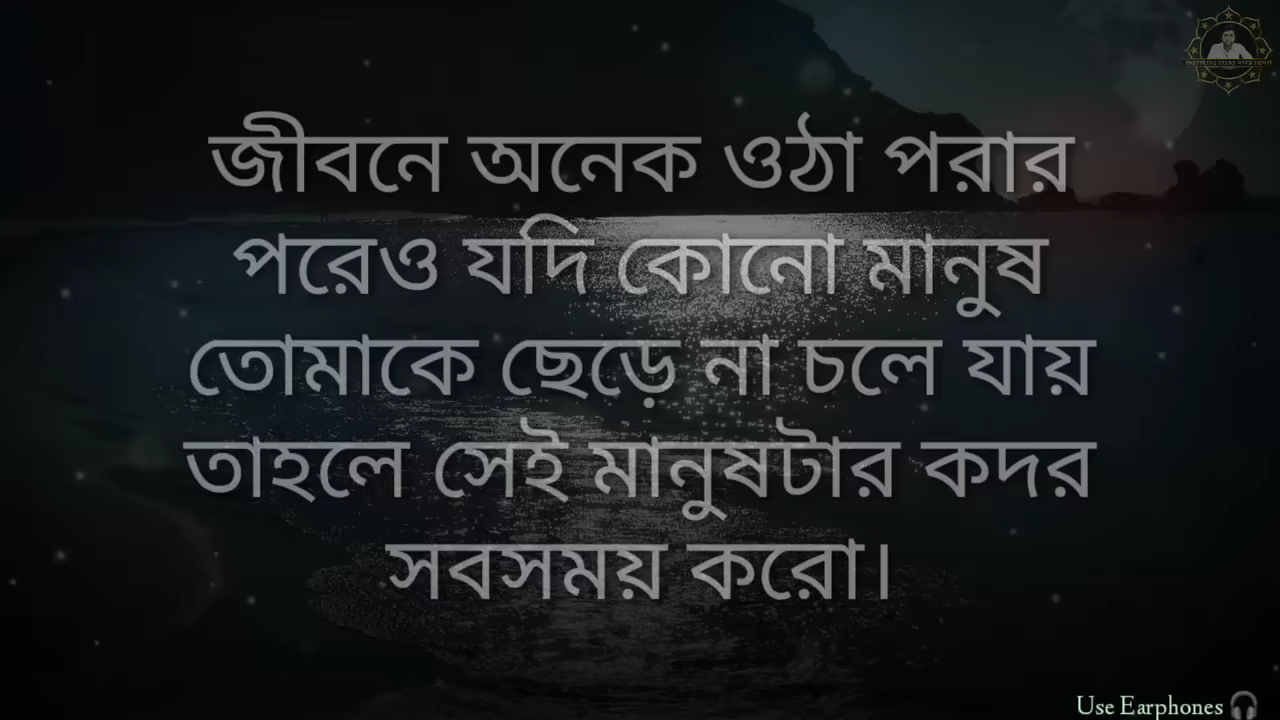 জীবনে অনেক ওঠা পরার
পরেও যদি কোনো মানুষ
তোমাকে ছেড়ে না চলে যায়
তাহলে সেই মানুষটার কদর
সবসময় করো।
Use Earphones